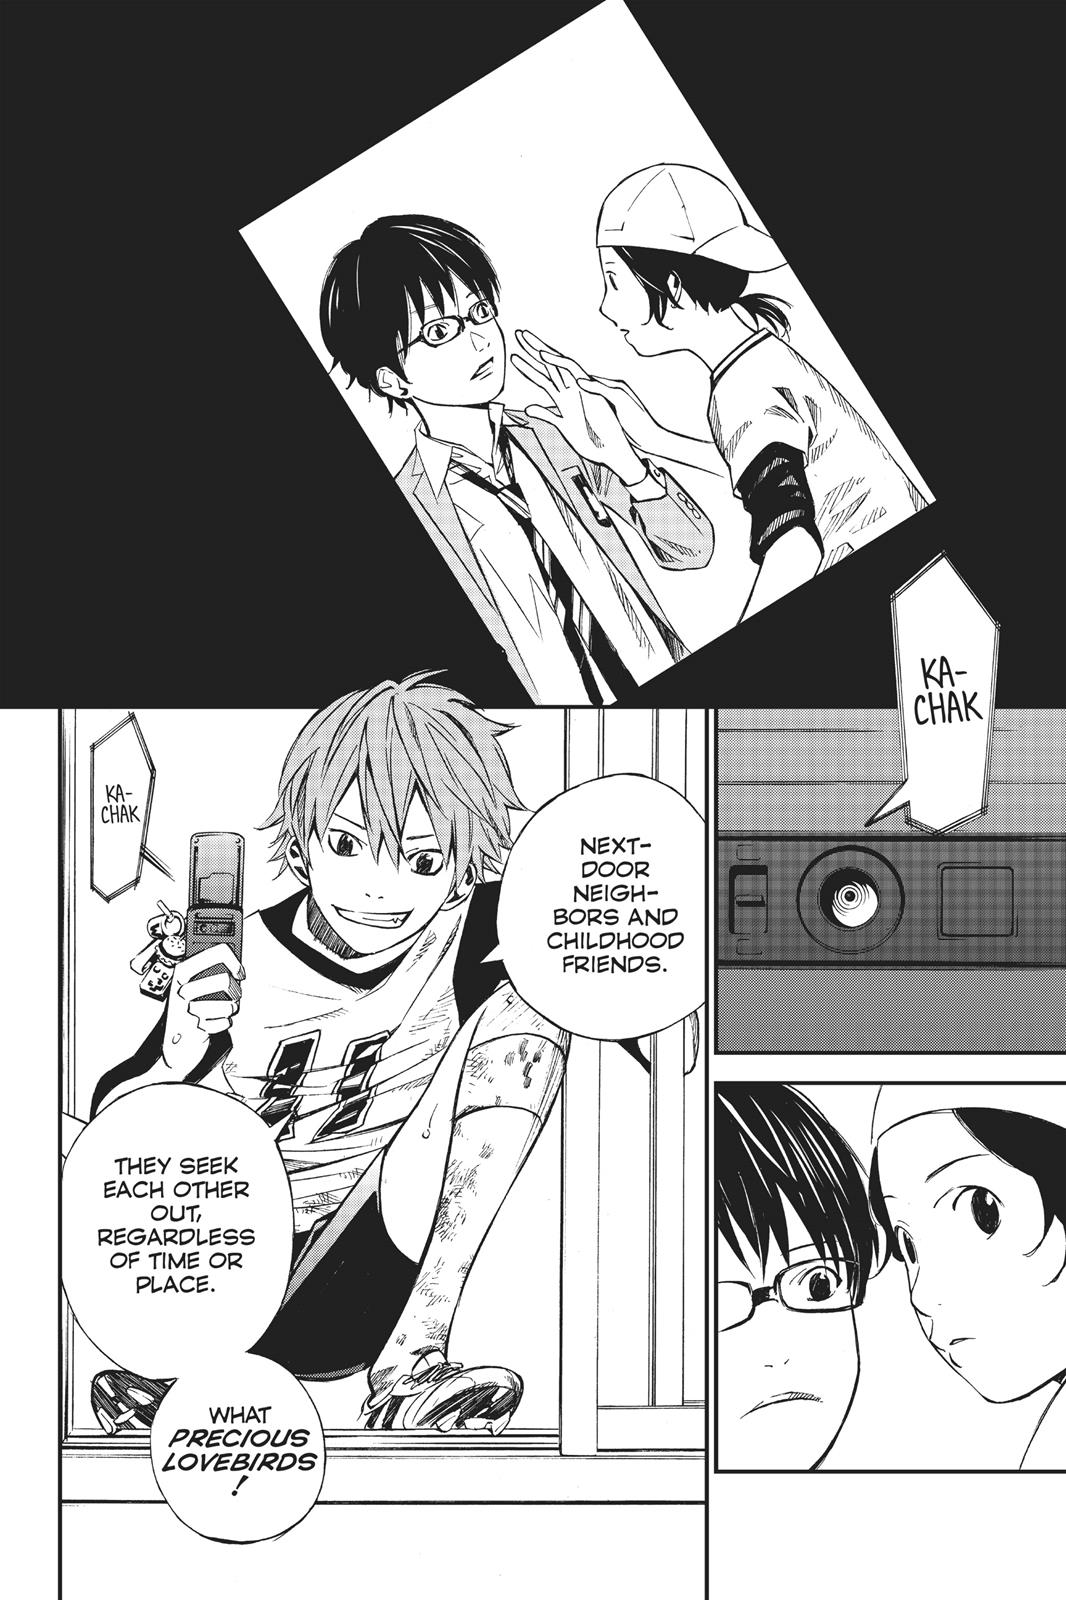 KA-
CHAK
NEXT-
DOOR
NEIGH-
BORS AND
CHILDHOOD
FRIENDS.
KA-
CHAK
THEY SEEK
EACH OTHER
OUT,
REGARDLESS
OF TIME OR
PLACE.
WHAT
PRECIOUS
LOVEBIRDS
!